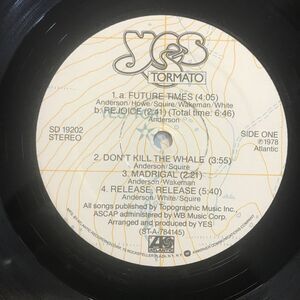 yes
TORMATO
1. a. FUTURE TIMES (4:05)
Anderson/Howe/Squire/Wakeman/White
b. REJOICE (2:41) (Total time: 6:46)
Anderson
SD 19202
STEREO
SIDE ONE
℗1978
Atlantic
2. DON'T KILL THE WHALE (3:55)
Anderson/Squire
3. MADRIGAL (2:21)
Anderson/Wakeman
4. RELEASE, RELEASE (5:40)
Anderson/White/Squire
All songs published by Topographic Music Inc.,
ASCAP administered by WB Music Corp.
Arranged and produced by YES
(ST-A-784145)
ATLANTIC